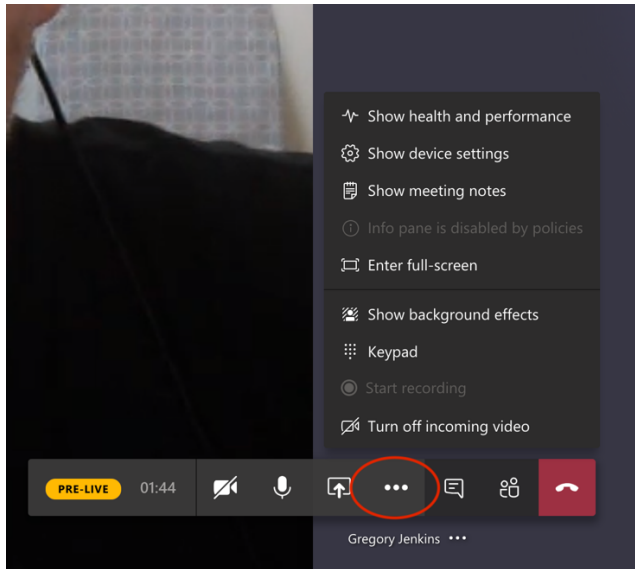 Show health and performance
Show device settings
Show meeting notes
Info pane is disabled by policies
Enter full-screen
Show background effects
Keypad
Start recording
Turn off incoming video
PRE-LIVE 01:44
Gregory Jenkins